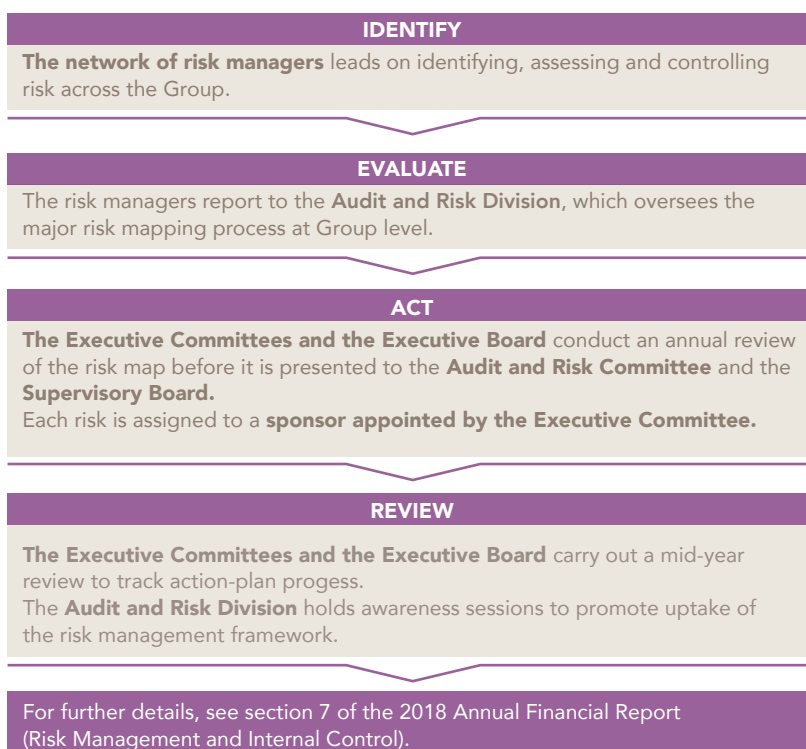 IDENTIFY
The network of risk managers leads on identifying, assessing and controlling
risk across the Group.
EVALUATE
The risk managers report to the Audit and Risk Division, which oversees the
major risk mapping process at Group level.
ACT
The Executive Committees and the Executive Board conduct an annual review
of the risk map before it is presented to the Audit and Risk Committee and the
Supervisory Board.
Each risk is assigned to a sponsor appointed by the Executive Committee.
REVIEW
The Executive Committees and the Executive Board carry out a mid-year
review to track action-plan progess.
The Audit and Risk Division holds awareness sessions to promote uptake of
the risk management framework.
For further details, see section 7 of the 2018 Annual Financial Report
(Risk Management and Internal Control).